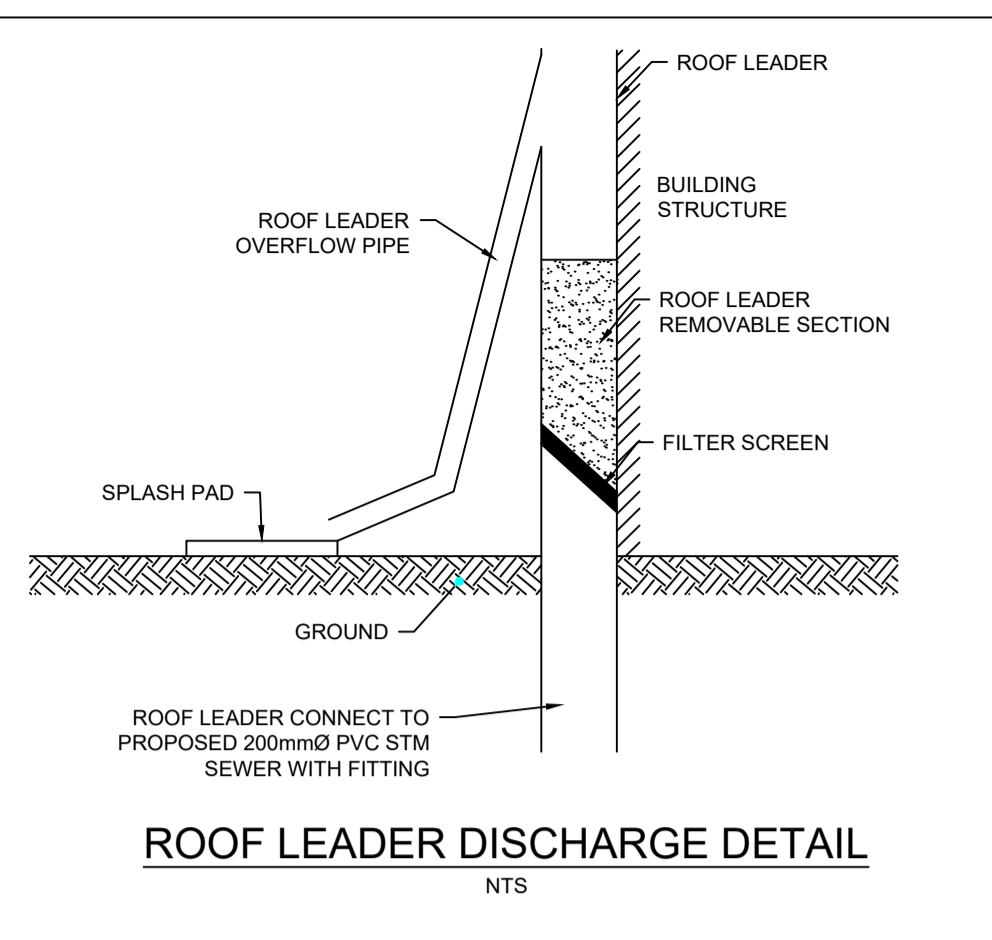 ROOF LEADER
BUILDING
STRUCTURE
ROOF LEADER
OVERFLOW PIPE
ROOF LEADER
REMOVABLE SECTION
FILTER SCREEN
SPLASH PAD
GROUND
ROOF LEADER CONNECT TO
PROPOSED 200mmØ PVC STM
SEWER WITH FITTING
ROOF LEADER DISCHARGE DETAIL
NTS